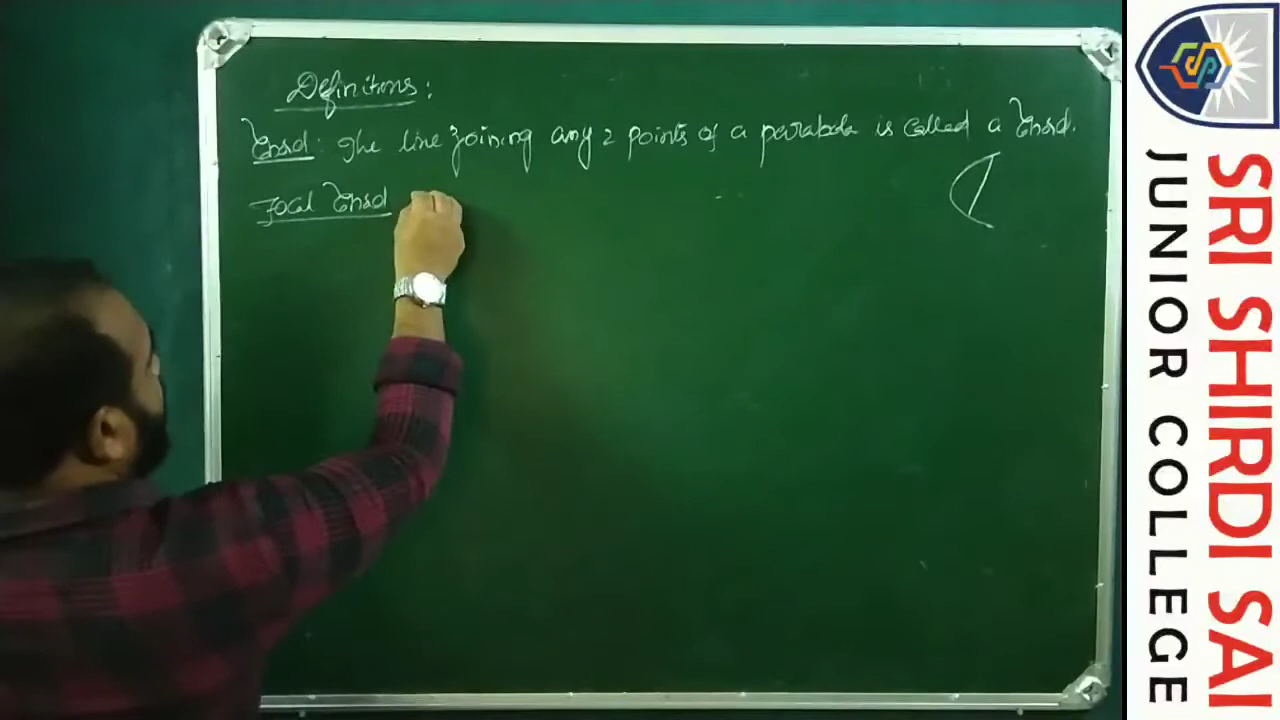 Definitions:
Chord: The line joining any 2 points of a parabola is called a chord.
Focal chord
SRI SHIRDI SAI
JUNIOR COLLEGE